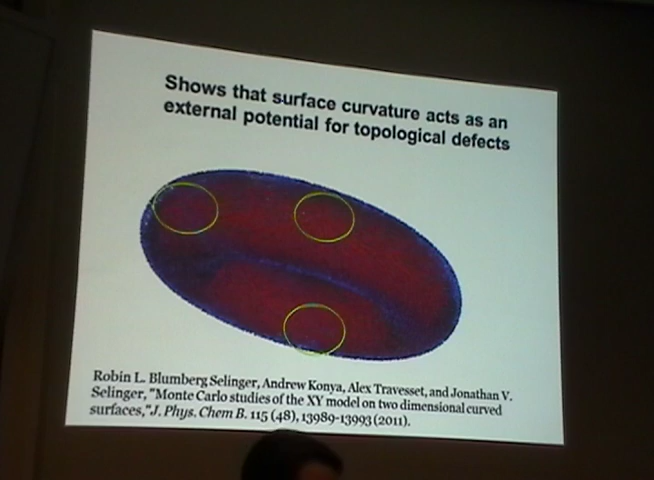 Shows that surface curvature acts as an
external potential for topological defects
Robin L. Blumberg Selinger, Andrew Konya, Alex Travesset, and Jonathan V.
Selinger, "Monte Carlo studies of the XY model on two dimensional curved
surfaces,"J. Phys. Chem B. 115 (48), 13989-13993 (2011).